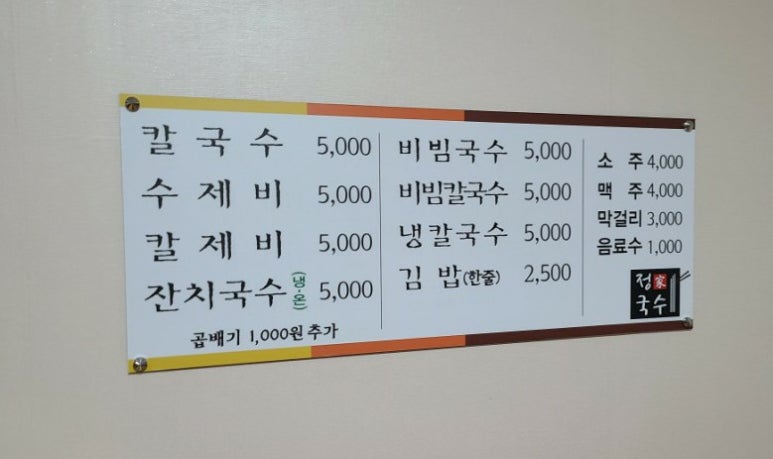 칼국수 5,000
수제비 5,000
칼제비 5,000
잔치국수(냉·온) 5,000
곱배기 1,000원 추가
비빔국수 5,000
비빔칼국수 5,000
냉칼국수 5,000
김밥(한줄) 2,500
소주 4,000
맥주 4,000
막걸리 3,000
음료수 1,000
정家
국수